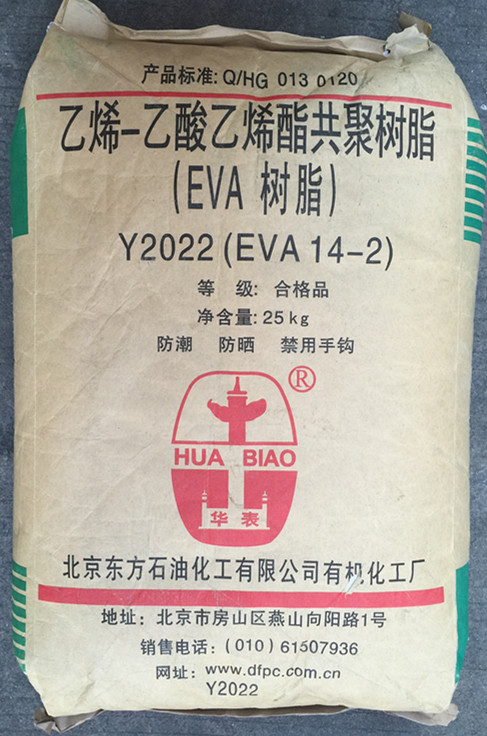 产品标准: Q/HG 013 0120
乙烯-乙酸乙烯酯共聚树脂
(EVA 树脂)
Y2022 (EVA 14-2)
等 级: 合格品
净含量: 25kg
防潮 防晒 禁用手钩
®
HUA BIAO
华表
北京东方石油化工有限公司有机化工厂
地址: 北京市房山区燕山向阳路1号
销售电话: (010) 61507936
网址: www.dfpc.com.cn
Y2022